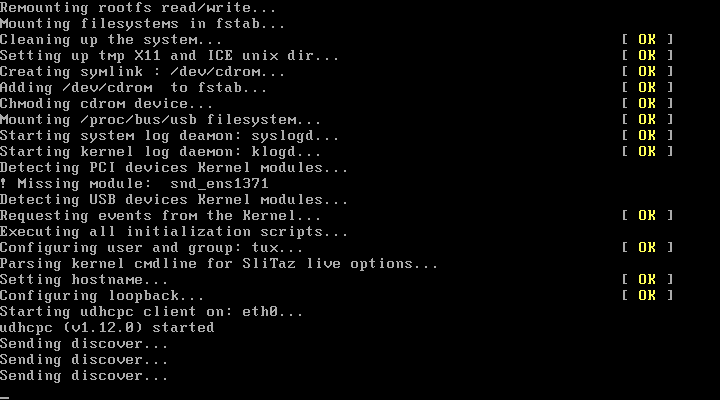 Remounting rootfs read/write...
Mounting filesystems in fstab...
Cleaning up the system... [ OK ]
Setting up tmp X11 and ICE unix dir... [ OK ]
Creating symlink : /dev/cdrom... [ OK ]
Adding /dev/cdrom  to fstab... [ OK ]
Chmoding cdrom device... [ OK ]
Mounting /proc/bus/usb filesystem... [ OK ]
Starting system log deamon: syslogd... [ OK ]
Starting kernel log daemon: klogd... [ OK ]
Detecting PCI devices Kernel modules...
! Missing module:  snd_ens1371
Detecting USB devices Kernel modules...
Requesting events from the Kernel... [ OK ]
Executing all initialization scripts...
Configuring user and group: tux... [ OK ]
Parsing kernel cmdline for SliTaz live options...
Setting hostname... [ OK ]
Configuring loopback... [ OK ]
Starting udhcpc client on: eth0...
udhcpc (v1.12.0) started
Sending discover...
Sending discover...
Sending discover...